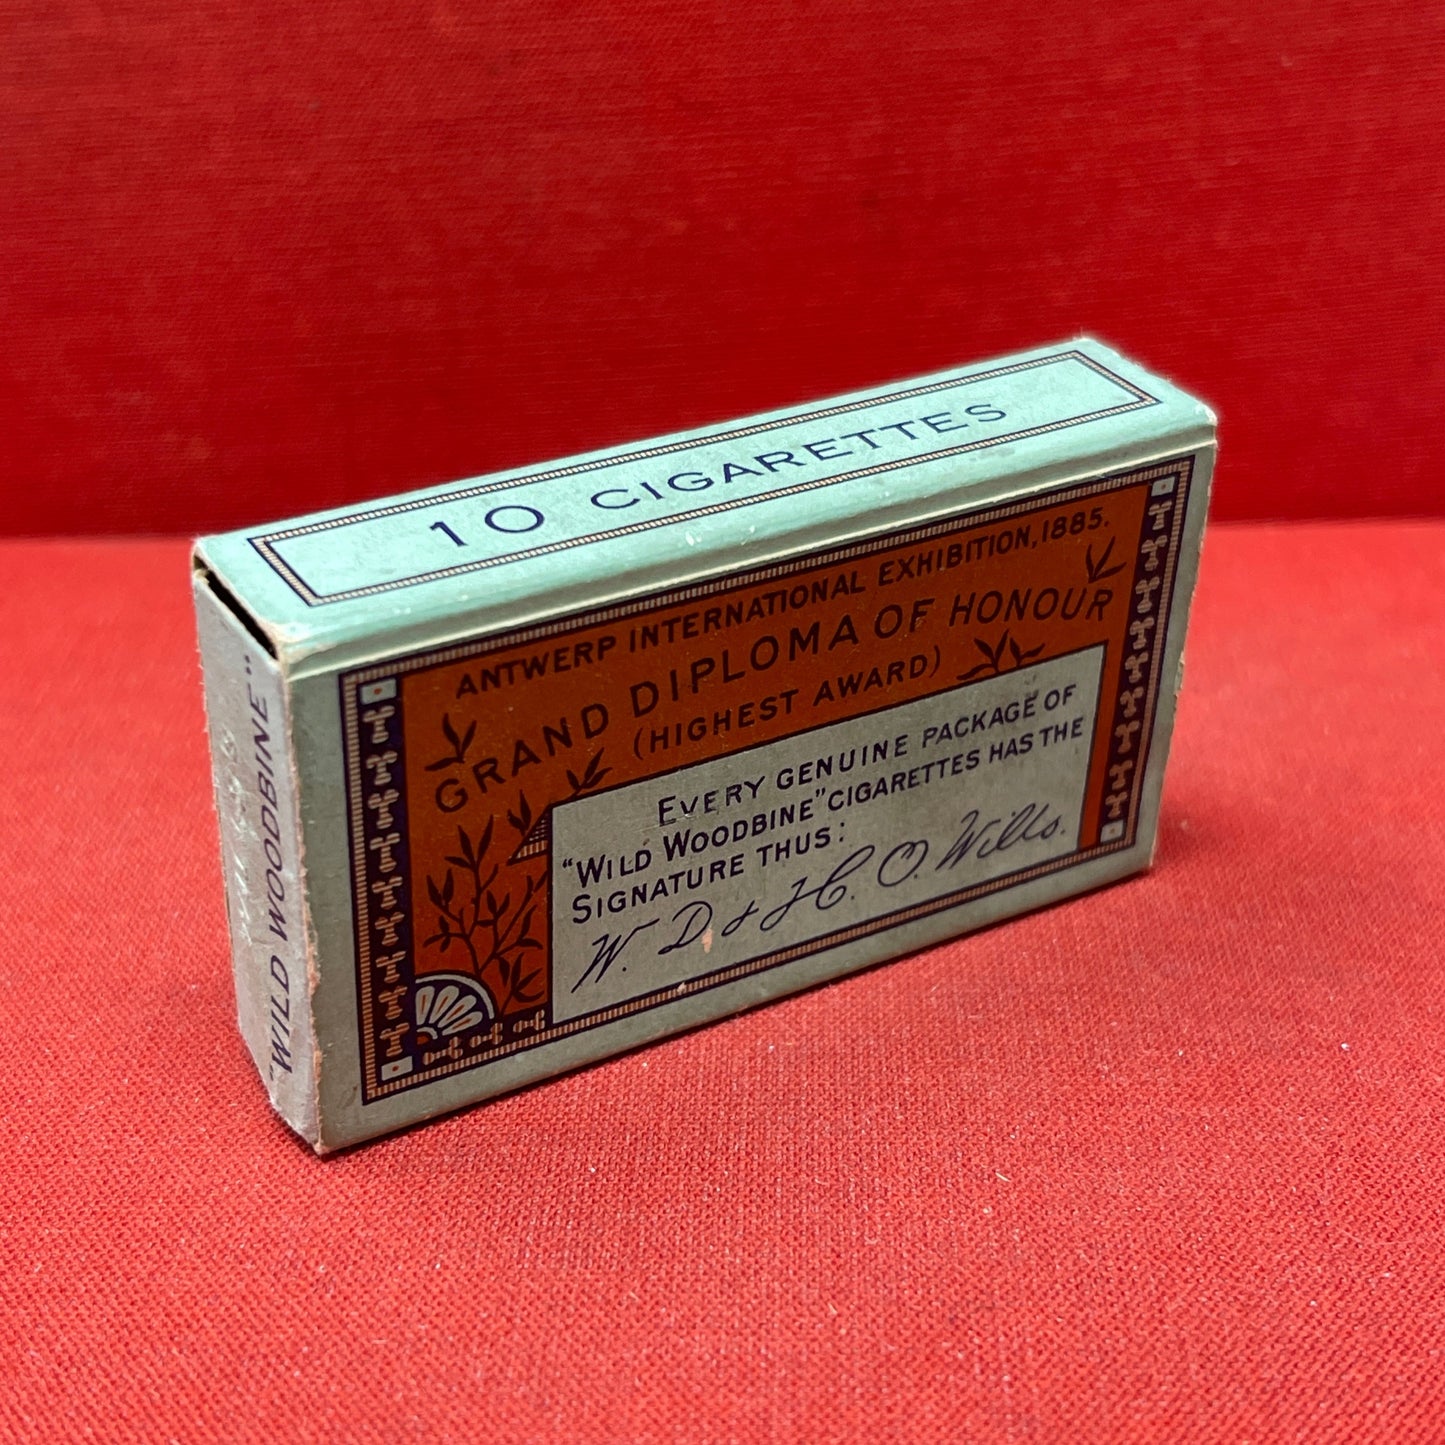 10 CIGARETTES
ANTWERP INTERNATIONAL EXHIBITION, 1885.
GRAND DIPLOMA OF HONOUR
(HIGHEST AWARD)
EVERY GENUINE PACKAGE OF
"WILD WOODBINE" CIGARETTES HAS THE
SIGNATURE THUS:
W. D. & H. O. Wills.
WILLS'S
"WILD WOODBINE"